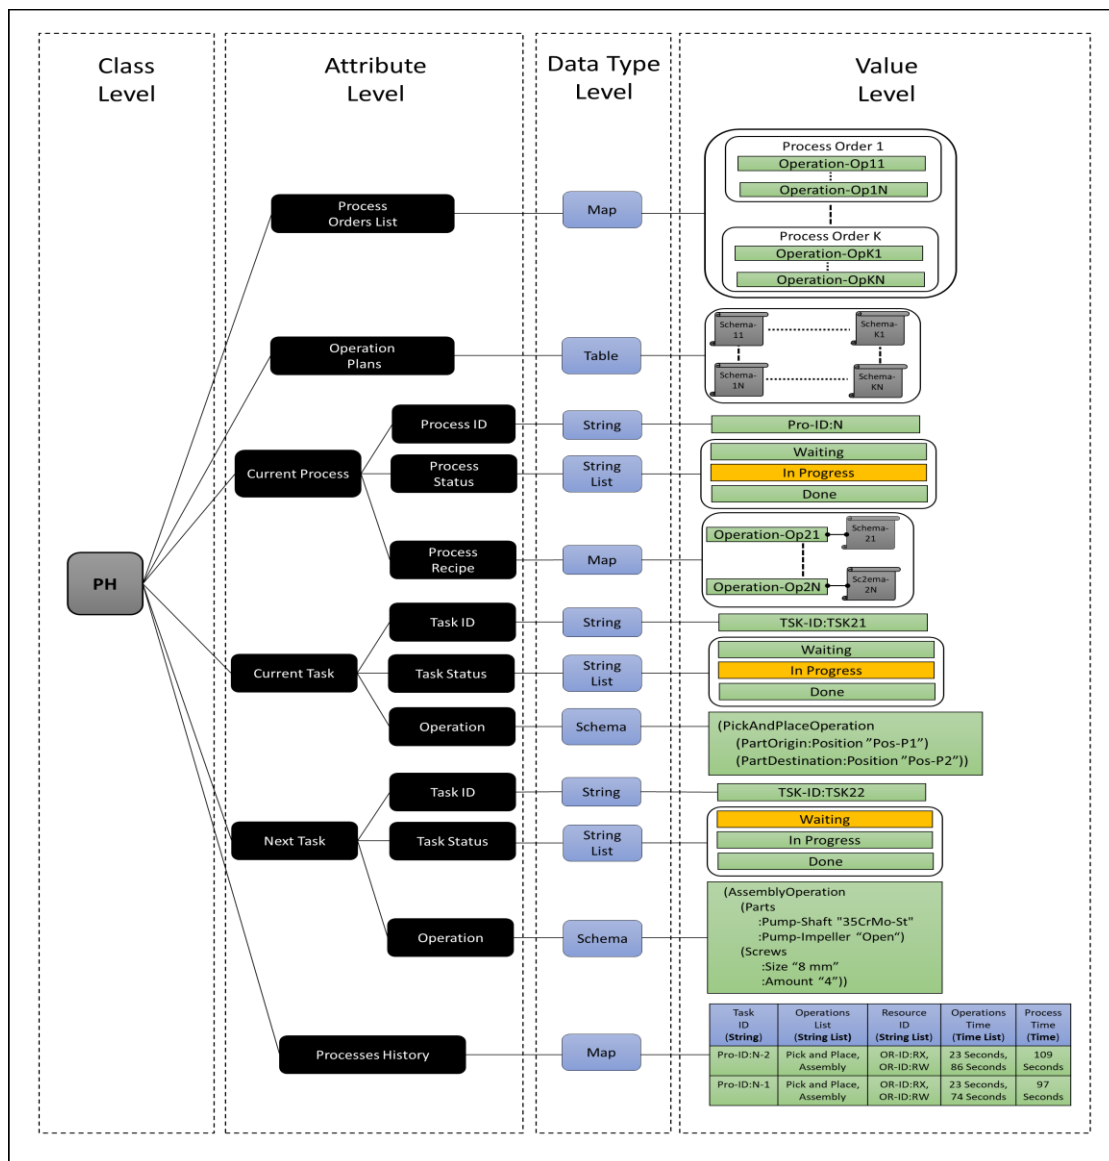 Class
Level
Attribute
Level
Data Type
Level
Value
Level
PH
Process
Orders List
Map
Process Order 1
Operation-Op11
Operation-Op1N
Process Order K
Operation-OpK1
Operation-OpKN
Operation
Plans
Table
Schema-
11
Schema-
K1
Schema-
1N
Schema-
KN
Current Process
Process ID
String
Pro-ID:N
Process
Status
String
List
Waiting
In Progress
Done
Process
Recipe
Map
Operation-Op21
Schema-
21
Operation-Op2N
Sc2ema-
2N
Current Task
Task ID
String
TSK-ID:TSK21
Task Status
String
List
Waiting
In Progress
Done
Operation
Schema
(PickAndPlaceOperation
(PartOrigin:Position ”Pos-P1”)
(PartDestination:Position ”Pos-P2”))
Next Task
Task ID
String
TSK-ID:TSK22
Task Status
String
List
Waiting
In Progress
Done
Operation
Schema
(AssemblyOperation
(Parts
:Pump-Shaft "35CrMo-St"
:Pump-Impeller “Open”)
(Screws
:Size “8 mm”
:Amount “4”))
Processes History
Map
Task ID (String)
Operations List (String List)
Resource ID (String List)
Operations Time (Time List)
Process Time (Time)
Pro-ID:N-2
Pick and Place, Assembly
OR-ID:RX, OR-ID:RW
23 Seconds, 86 Seconds
109 Seconds
Pro-ID:N-1
Pick and Place, Assembly
OR-ID:RX, OR-ID:RW
23 Seconds, 74 Seconds
97 Seconds